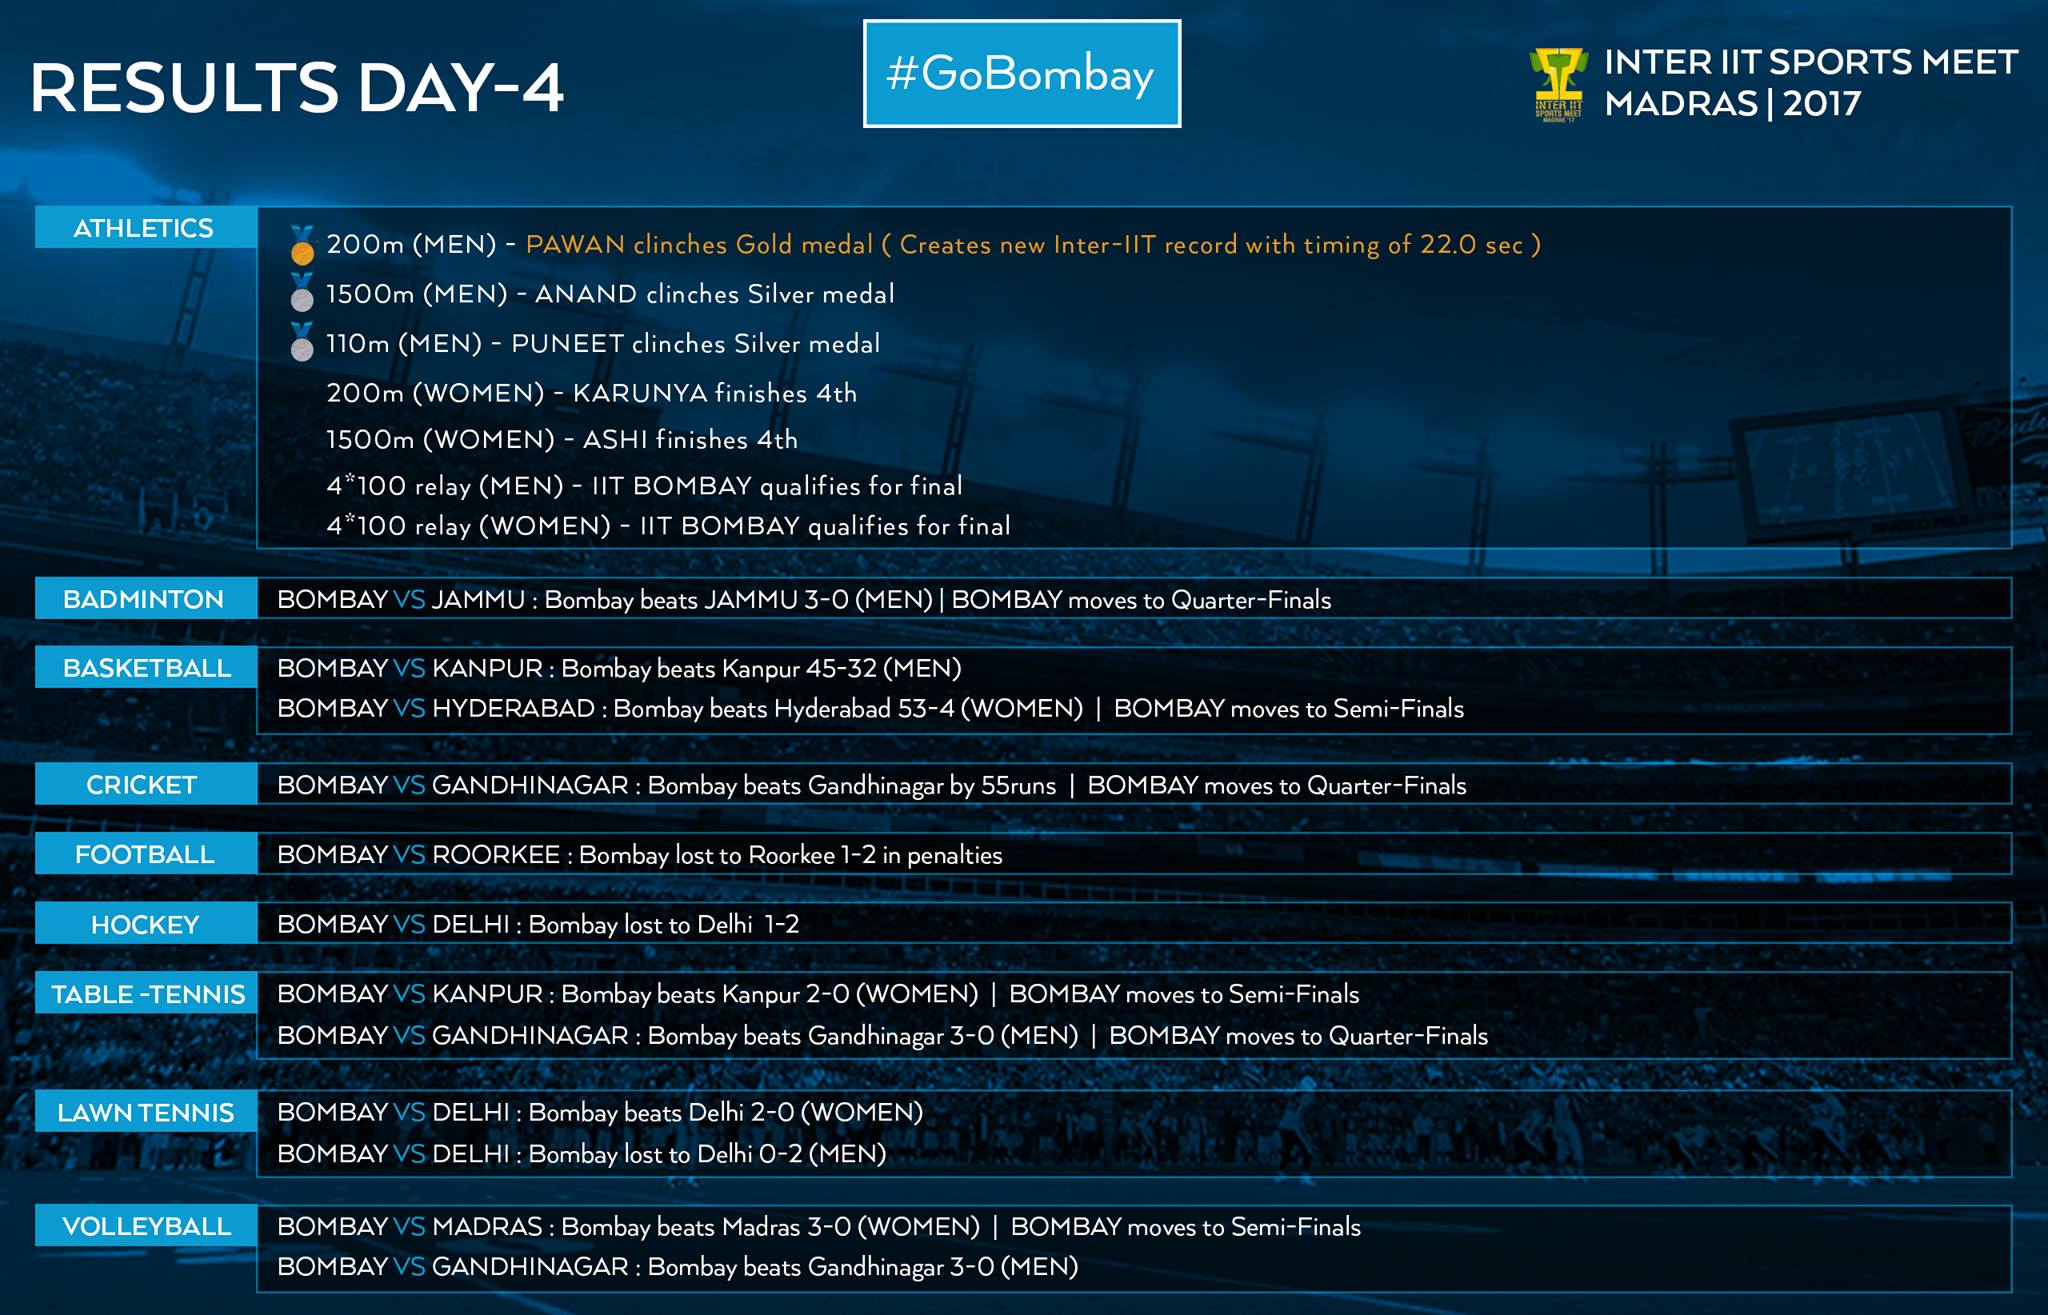 RESULTS DAY-4
#GoBombay
INTER IIT SPORTS MEET
MADRAS | 2017
INTER IIT
SPORTS MEET
MADRAS '17
ATHLETICS
200m (MEN) - PAWAN clinches Gold medal ( Creates new Inter-IIT record with timing of 22.0 sec )
1500m (MEN) - ANAND clinches Silver medal
110m (MEN) - PUNEET clinches Silver medal
200m (WOMEN) - KARUNYA finishes 4th
1500m (WOMEN) - ASHI finishes 4th
4*100 relay (MEN) - IIT BOMBAY qualifies for final
4*100 relay (WOMEN) - IIT BOMBAY qualifies for final
BADMINTON
BOMBAY VS JAMMU : Bombay beats JAMMU 3-0 (MEN) | BOMBAY moves to Quarter-Finals
BASKETBALL
BOMBAY VS KANPUR : Bombay beats Kanpur 45-32 (MEN)
BOMBAY VS HYDERABAD : Bombay beats Hyderabad 53-4 (WOMEN) | BOMBAY moves to Semi-Finals
CRICKET
BOMBAY VS GANDHINAGAR : Bombay beats Gandhinagar by 55runs | BOMBAY moves to Quarter-Finals
FOOTBALL
BOMBAY VS ROORKEE : Bombay lost to Roorkee 1-2 in penalties
HOCKEY
BOMBAY VS DELHI : Bombay lost to Delhi 1-2
TABLE -TENNIS
BOMBAY VS KANPUR : Bombay beats Kanpur 2-0 (WOMEN) | BOMBAY moves to Semi-Finals
BOMBAY VS GANDHINAGAR : Bombay beats Gandhinagar 3-0 (MEN) | BOMBAY moves to Quarter-Finals
LAWN TENNIS
BOMBAY VS DELHI : Bombay beats Delhi 2-0 (WOMEN)
BOMBAY VS DELHI : Bombay lost to Delhi 0-2 (MEN)
VOLLEYBALL
BOMBAY VS MADRAS : Bombay beats Madras 3-0 (WOMEN) | BOMBAY moves to Semi-Finals
BOMBAY VS GANDHINAGAR : Bombay beats Gandhinagar 3-0 (MEN)